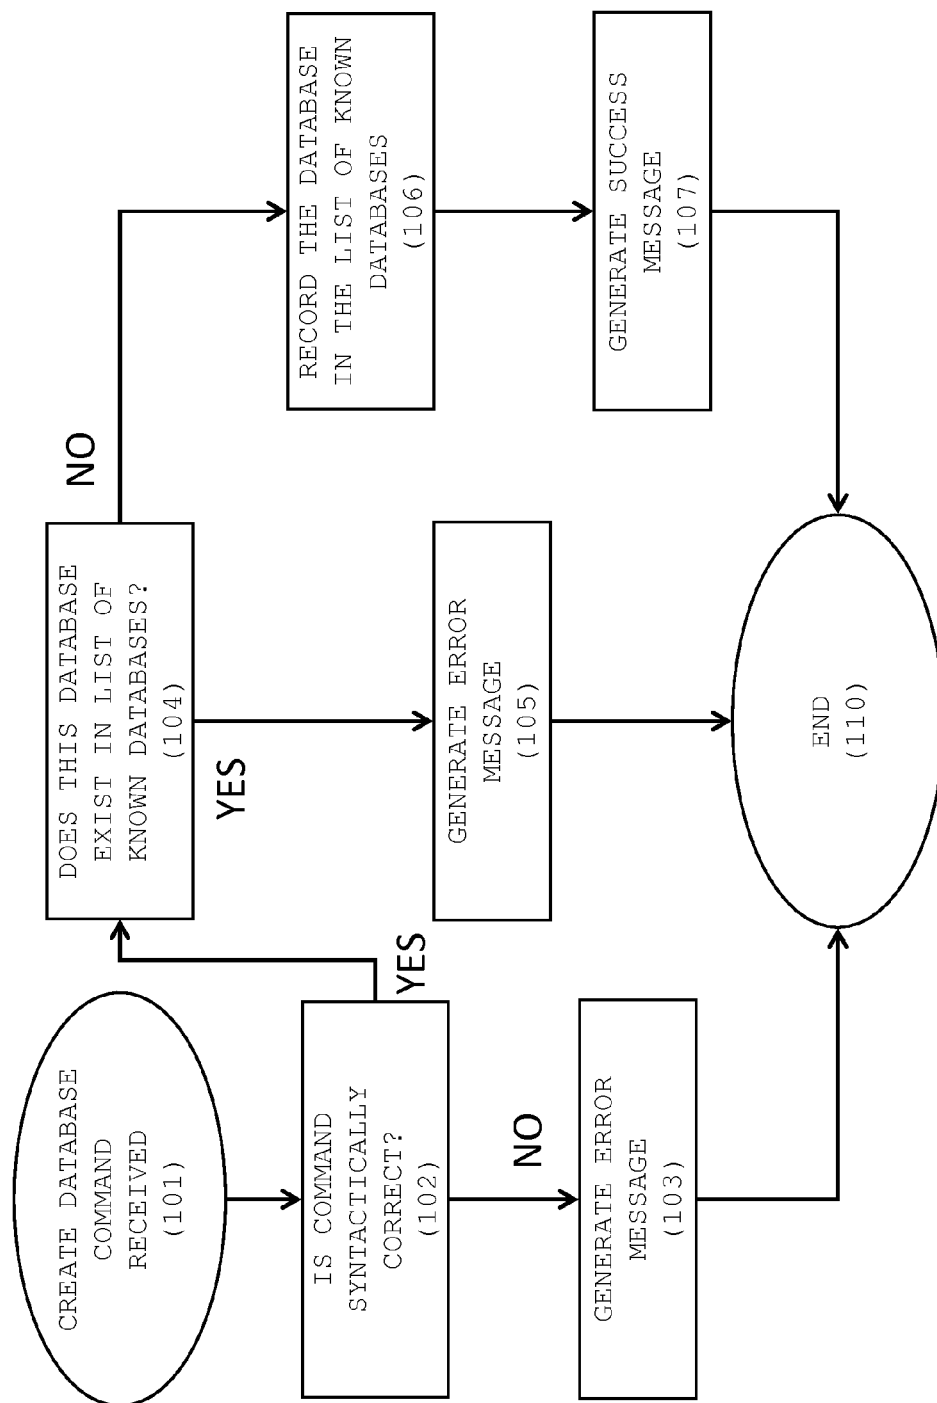 CREATE DATABASE
COMMAND
RECEIVED
(101)
IS COMMAND
SYNTACTICALLY
CORRECT?
(102)
YES
NO
GENERATE ERROR
MESSAGE
(103)
DOES THIS DATABASE
EXIST IN LIST OF
KNOWN DATABASES?
(104)
YES
NO
GENERATE ERROR
MESSAGE
(105)
RECORD THE DATABASE
IN THE LIST OF KNOWN
DATABASES
(106)
GENERATE SUCCESS
MESSAGE
(107)
END
(110)